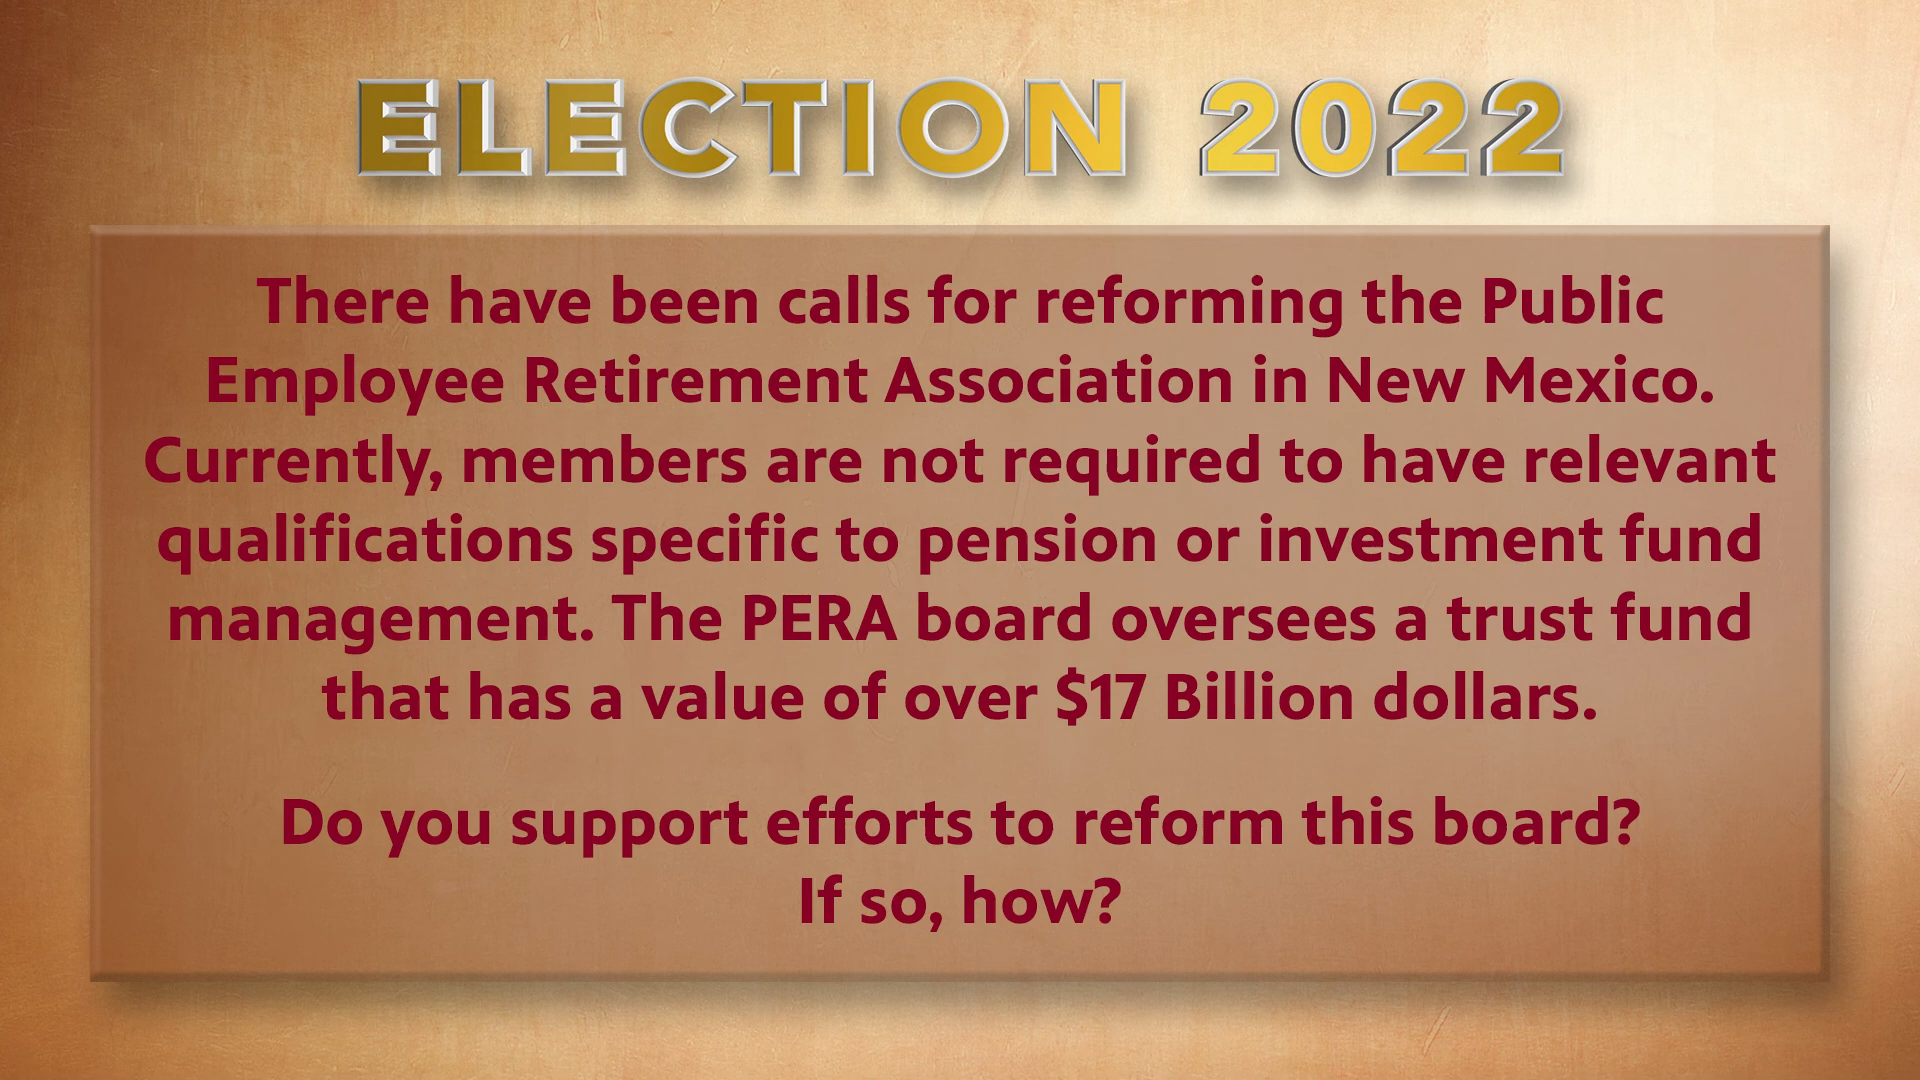 ELECTION 2022
There have been calls for reforming the Public
Employee Retirement Association in New Mexico.
Currently, members are not required to have relevant
qualifications specific to pension or investment fund
management. The PERA board oversees a trust fund
that has a value of over $17 Billion dollars.
Do you support efforts to reform this board?
If so, how?